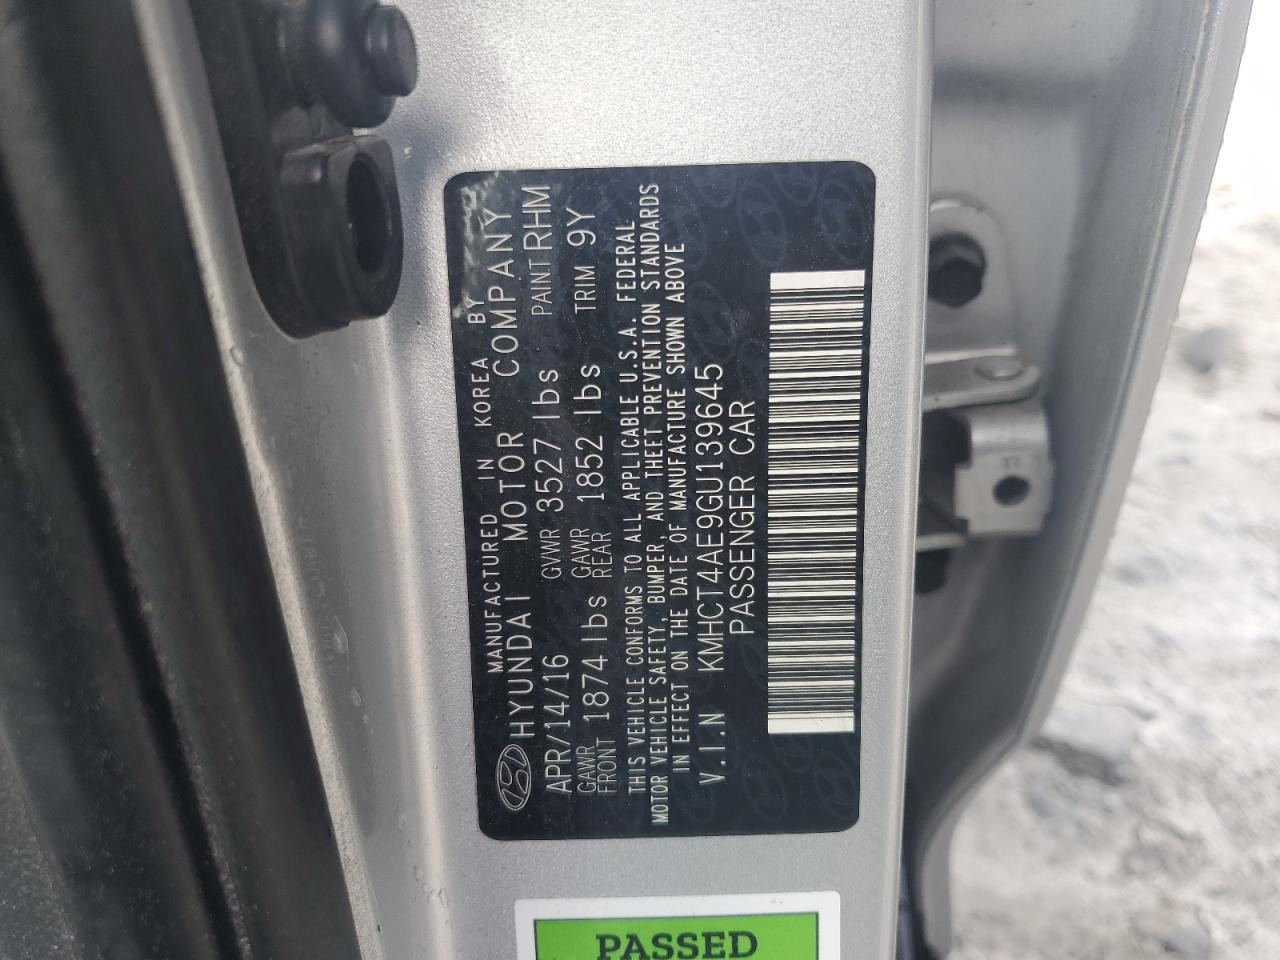 MANUFACTURED IN KOREA BY
HYUNDAI MOTOR COMPANY
APR/14/16 GVWR 3527 lbs PAINT RHM
GAWR FRONT 1874 lbs GAWR REAR 1852 lbs TRIM 9Y
THIS VEHICLE CONFORMS TO ALL APPLICABLE U.S.A. FEDERAL
MOTOR VEHICLE SAFETY, BUMPER, AND THEFT PREVENTION STANDARDS
IN EFFECT ON THE DATE OF MANUFACTURE SHOWN ABOVE
V.I.N KMHCT4AE9GU139645
PASSENGER CAR
PASSED